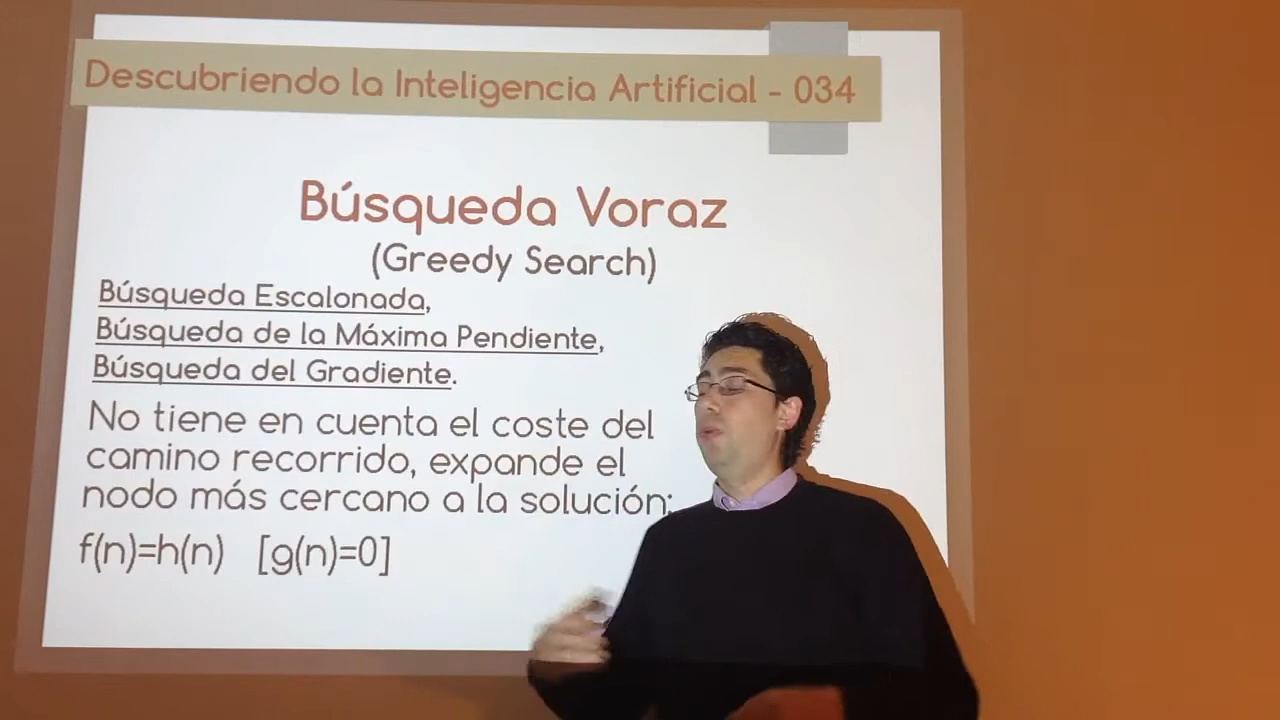 Descubriendo la Inteligencia Artificial - 034
Búsqueda Voraz
(Greedy Search)
Búsqueda Escalonada,
Búsqueda de la Máxima Pendiente,
Búsqueda del Gradiente.
No tiene en cuenta el coste del
camino recorrido, expande el
nodo más cercano a la solución:
f(n)=h(n) [g(n)=0]